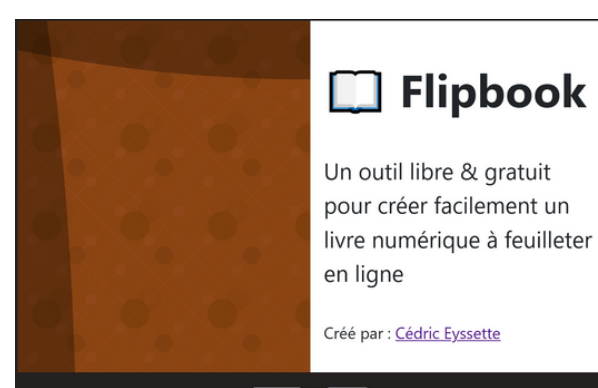 📖 Flipbook
Un outil libre & gratuit
pour créer facilement un
livre numérique à feuilleter
en ligne
Créé par : Cédric Eyssette